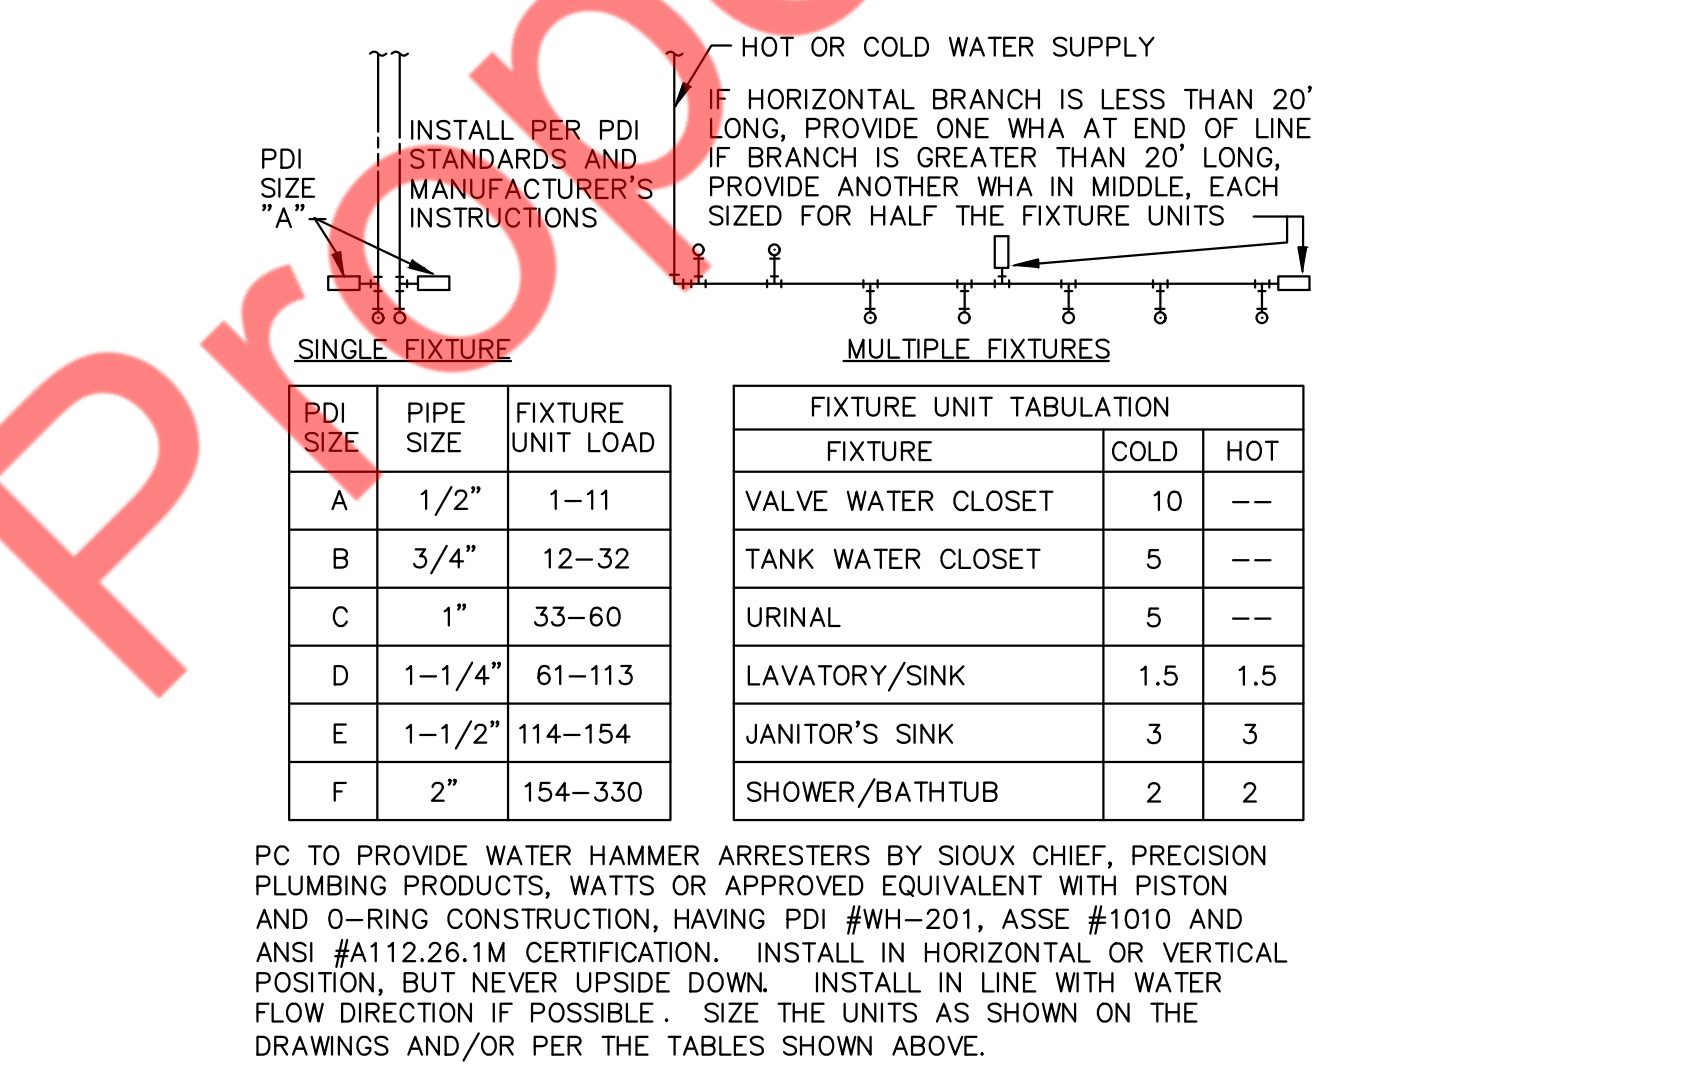 HOT OR COLD WATER SUPPLY
IF HORIZONTAL BRANCH IS LESS THAN 20'
LONG, PROVIDE ONE WHA AT END OF LINE
IF BRANCH IS GREATER THAN 20' LONG,
PROVIDE ANOTHER WHA IN MIDDLE, EACH
SIZED FOR HALF THE FIXTURE UNITS
INSTALL PER PDI
STANDARDS AND
MANUFACTURER'S
INSTRUCTIONS
PDI
SIZE
"A"
SINGLE FIXTURE
MULTIPLE FIXTURES
PDI SIZE PIPE SIZE FIXTURE UNIT LOAD
A 1/2" 1-11
B 3/4" 12-32
C 1" 33-60
D 1-1/4" 61-113
E 1-1/2" 114-154
F 2" 154-330
FIXTURE UNIT TABULATION
FIXTURE COLD HOT
VALVE WATER CLOSET 10 --
TANK WATER CLOSET 5 --
URINAL 5 --
LAVATORY/SINK 1.5 1.5
JANITOR'S SINK 3 3
SHOWER/BATHTUB 2 2
PC TO PROVIDE WATER HAMMER ARRESTERS BY SIOUX CHIEF, PRECISION
PLUMBING PRODUCTS, WATTS OR APPROVED EQUIVALENT WITH PISTON
AND O-RING CONSTRUCTION, HAVING PDI #WH-201, ASSE #1010 AND
ANSI #A112.26.1M CERTIFICATION. INSTALL IN HORIZONTAL OR VERTICAL
POSITION, BUT NEVER UPSIDE DOWN. INSTALL IN LINE WITH WATER
FLOW DIRECTION IF POSSIBLE. SIZE THE UNITS AS SHOWN ON THE
DRAWINGS AND/OR PER THE TABLES SHOWN ABOVE.
Prope